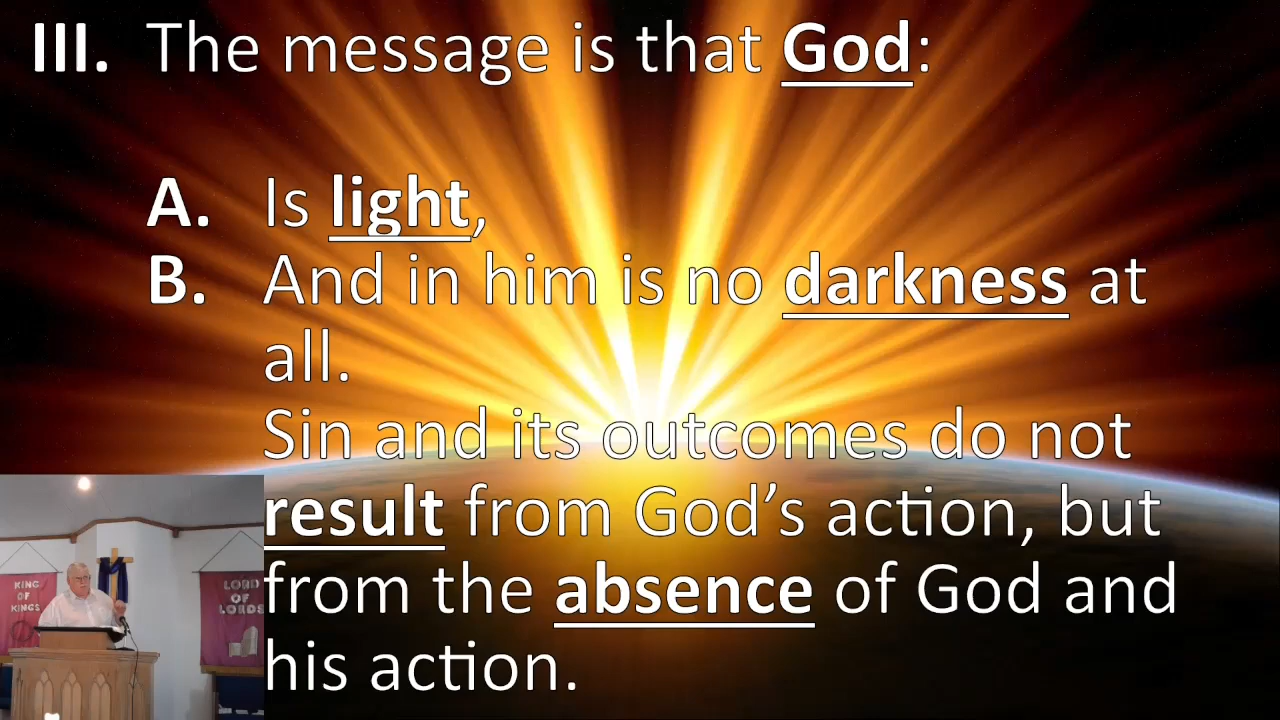 III. The message is that God:
A. Is light,
B. And in him is no darkness at
all.
Sin and its outcomes do not
result from God’s action, but
from the absence of God and
his action.
KING
OF
KINGS
LORD
OF
LORDS